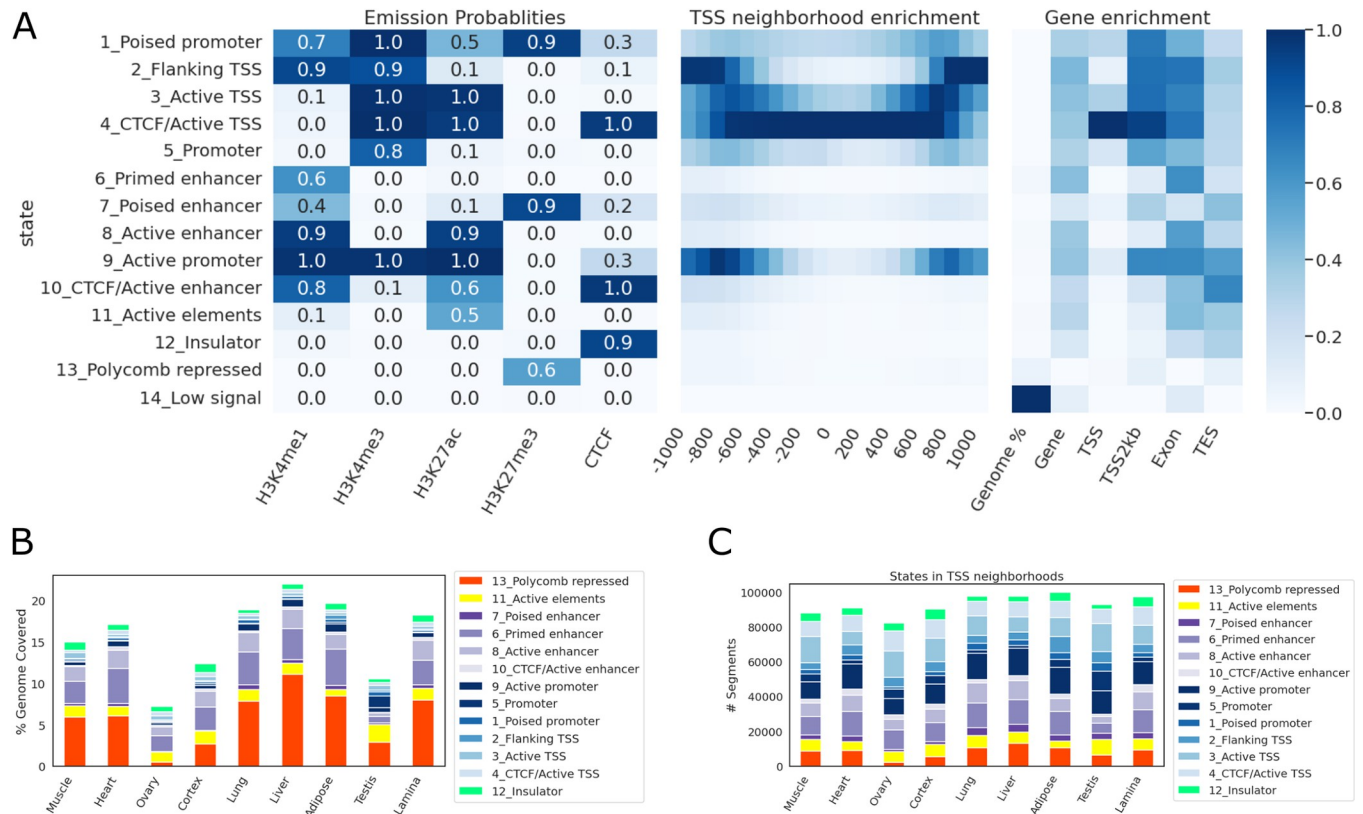 A
Emission Probablities
TSS neighborhood enrichment
Gene enrichment
state
1_Poised promoter 0.7 1.0 0.5 0.9 0.3
2_Flanking TSS 0.9 0.9 0.1 0.0 0.1
3_Active TSS 0.1 1.0 1.0 0.0 0.0
4_CTCF/Active TSS 0.0 1.0 1.0 0.0 1.0
5_Promoter 0.0 0.8 0.1 0.0 0.0
6_Primed enhancer 0.6 0.0 0.0 0.0 0.0
7_Poised enhancer 0.4 0.0 0.1 0.9 0.2
8_Active enhancer 0.9 0.0 0.9 0.0 0.0
9_Active promoter 1.0 1.0 1.0 0.0 0.3
10_CTCF/Active enhancer 0.8 0.1 0.6 0.0 1.0
11_Active elements 0.1 0.0 0.5 0.0 0.0
12_Insulator 0.0 0.0 0.0 0.0 0.9
13_Polycomb repressed 0.0 0.0 0.0 0.6 0.0
14_Low signal 0.0 0.0 0.0 0.0 0.0
H3K4me1 H3K4me3 H3K27ac H3K27me3 CTCF
-1000 -800 -600 -400 -200 0 200 400 600 800 1000
Genome % Gene TSS TSS2kb Exon TES
1.0
0.8
0.6
0.4
0.2
0.0
B
% Genome Covered
20
15
10
5
0
Muscle Heart Ovary Cortex Lung Liver Adipose Testis Lamina
13_Polycomb repressed
11_Active elements
7_Poised enhancer
6_Primed enhancer
8_Active enhancer
10_CTCF/Active enhancer
9_Active promoter
5_Promoter
1_Poised promoter
2_Flanking TSS
3_Active TSS
4_CTCF/Active TSS
12_Insulator
C
States in TSS neighborhoods
# Segments
100000
80000
60000
40000
20000
0
Muscle Heart Ovary Cortex Lung Liver Adipose Testis Lamina
13_Polycomb repressed
11_Active elements
7_Poised enhancer
6_Primed enhancer
8_Active enhancer
10_CTCF/Active enhancer
9_Active promoter
5_Promoter
1_Poised promoter
2_Flanking TSS
3_Active TSS
4_CTCF/Active TSS
12_Insulator